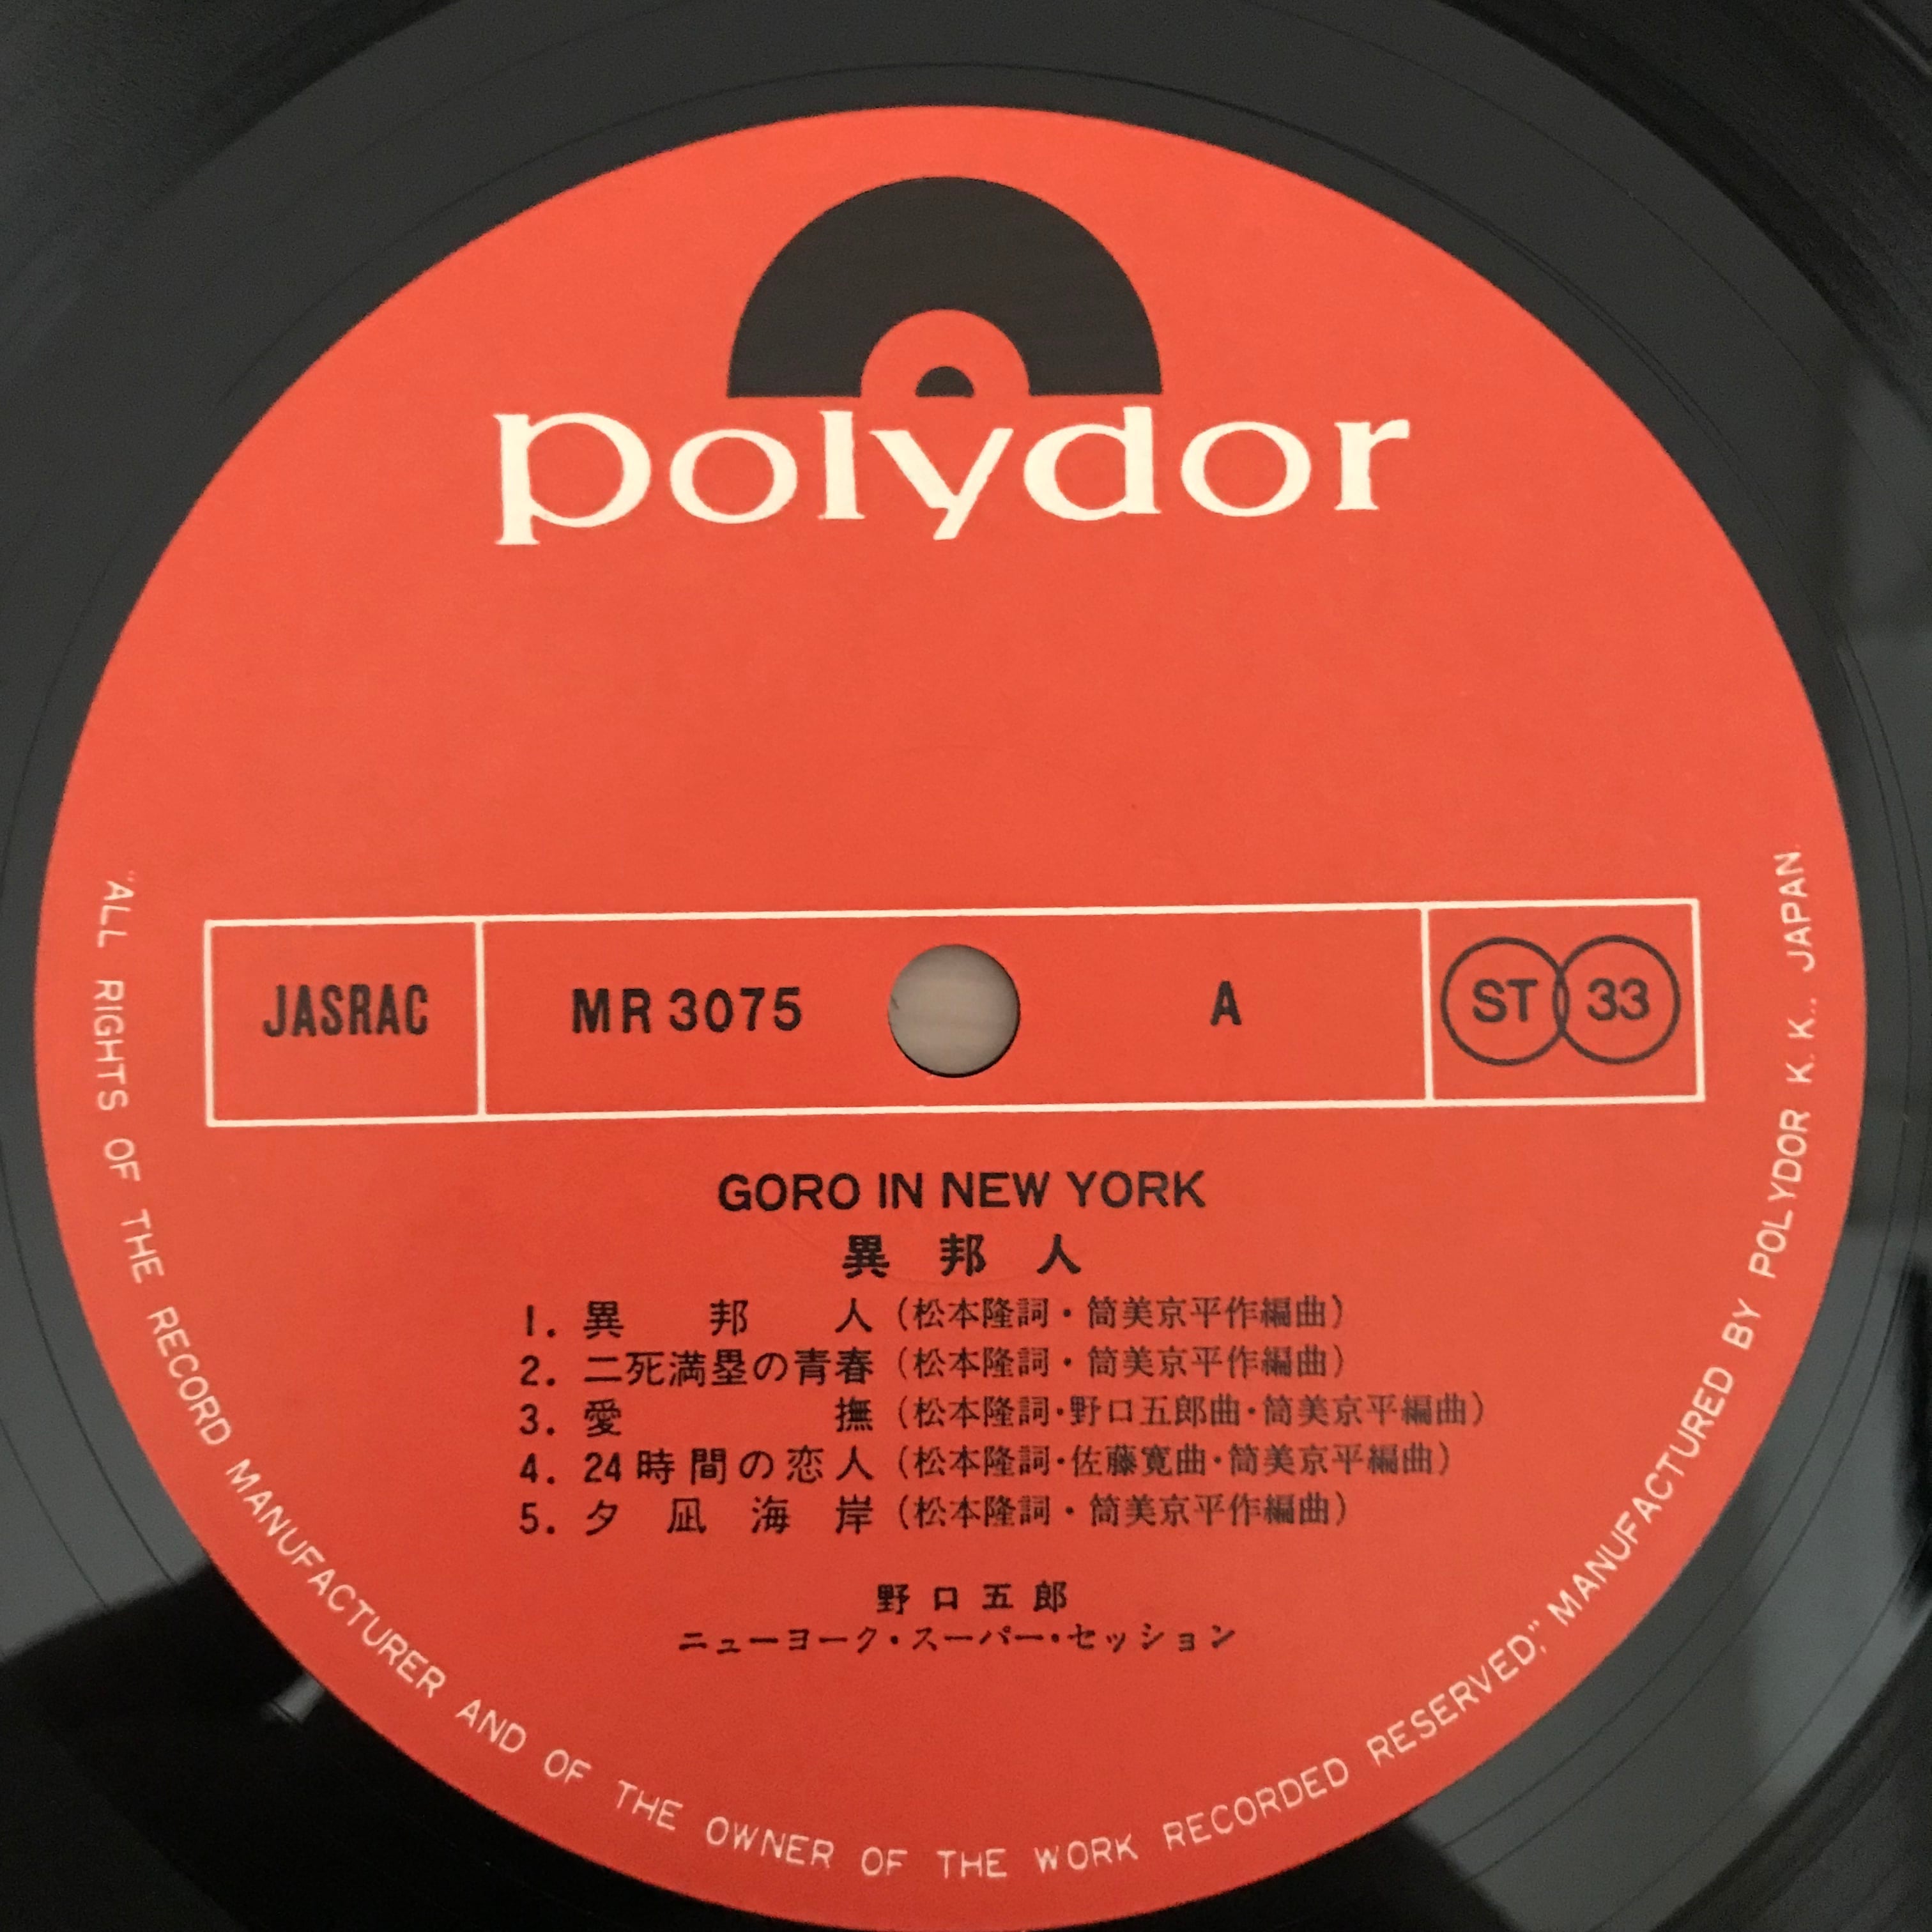 polydor
JASRAC MR 3075 A ST 33
GORO IN NEW YORK
異邦人
1. 異邦人 (松本隆詞・筒美京平作編曲)
2. 二死満塁の青春 (松本隆詞・筒美京平作編曲)
3. 愛撫 (松本隆詞・野口五郎曲・筒美京平編曲)
4. 24時間の恋人 (松本隆詞・佐藤寛曲・筒美京平編曲)
5. 夕凪海岸 (松本隆詞・筒美京平作編曲)
野口五郎
ニューヨーク・スーパー・セッション
"ALL RIGHTS OF THE RECORD MANUFACTURER AND OF THE OWNER OF THE WORK RECORDED RESERVED," MANUFACTURED BY POLYDOR K.K., JAPAN.